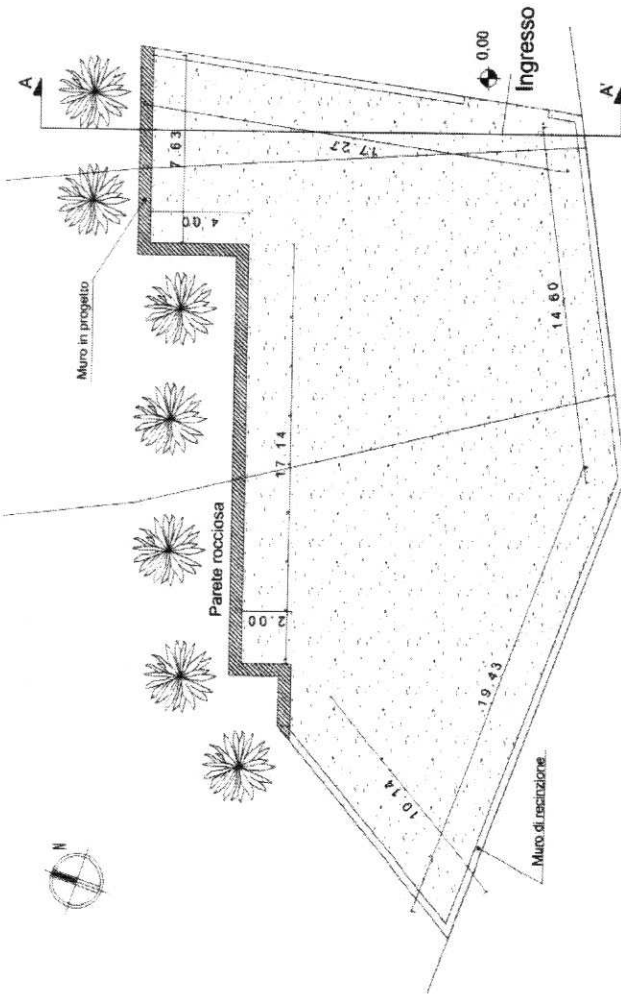 A
Muro in progetto
7.63
4.00
17.27
0,00
Ingresso
A'
14.60
17.14
Parete rocciosa
2.00
19.43
10.14
Muro di recinzione
N